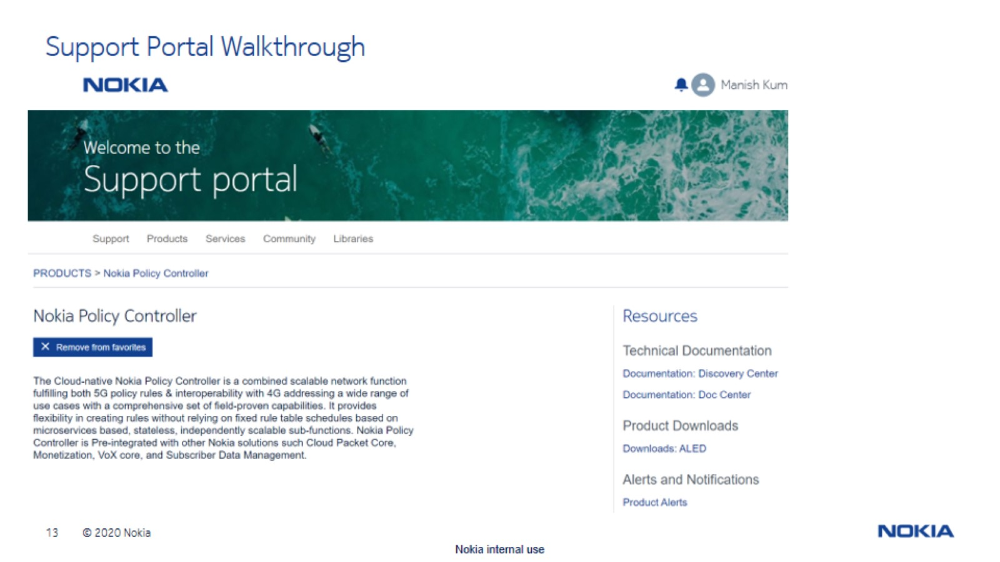 Support Portal Walkthrough
NOKIA
Manish Kum
Welcome to the
Support portal
Support Products Services Community Libraries
PRODUCTS > Nokia Policy Controller
Nokia Policy Controller
✕ Remove from favorites
The Cloud-native Nokia Policy Controller is a combined scalable network function
fulfilling both 5G policy rules & interoperability with 4G addressing a wide range of
use cases with a comprehensive set of field-proven capabilities. It provides
flexibility in creating rules without relying on fixed rule table schedules based on
microservices based, stateless, independently scalable sub-functions. Nokia Policy
Controller is Pre-integrated with other Nokia solutions such Cloud Packet Core,
Monetization, VoX core, and Subscriber Data Management.
Resources
Technical Documentation
Documentation: Discovery Center
Documentation: Doc Center
Product Downloads
Downloads: ALED
Alerts and Notifications
Product Alerts
13 © 2020 Nokia
NOKIA
Nokia internal use